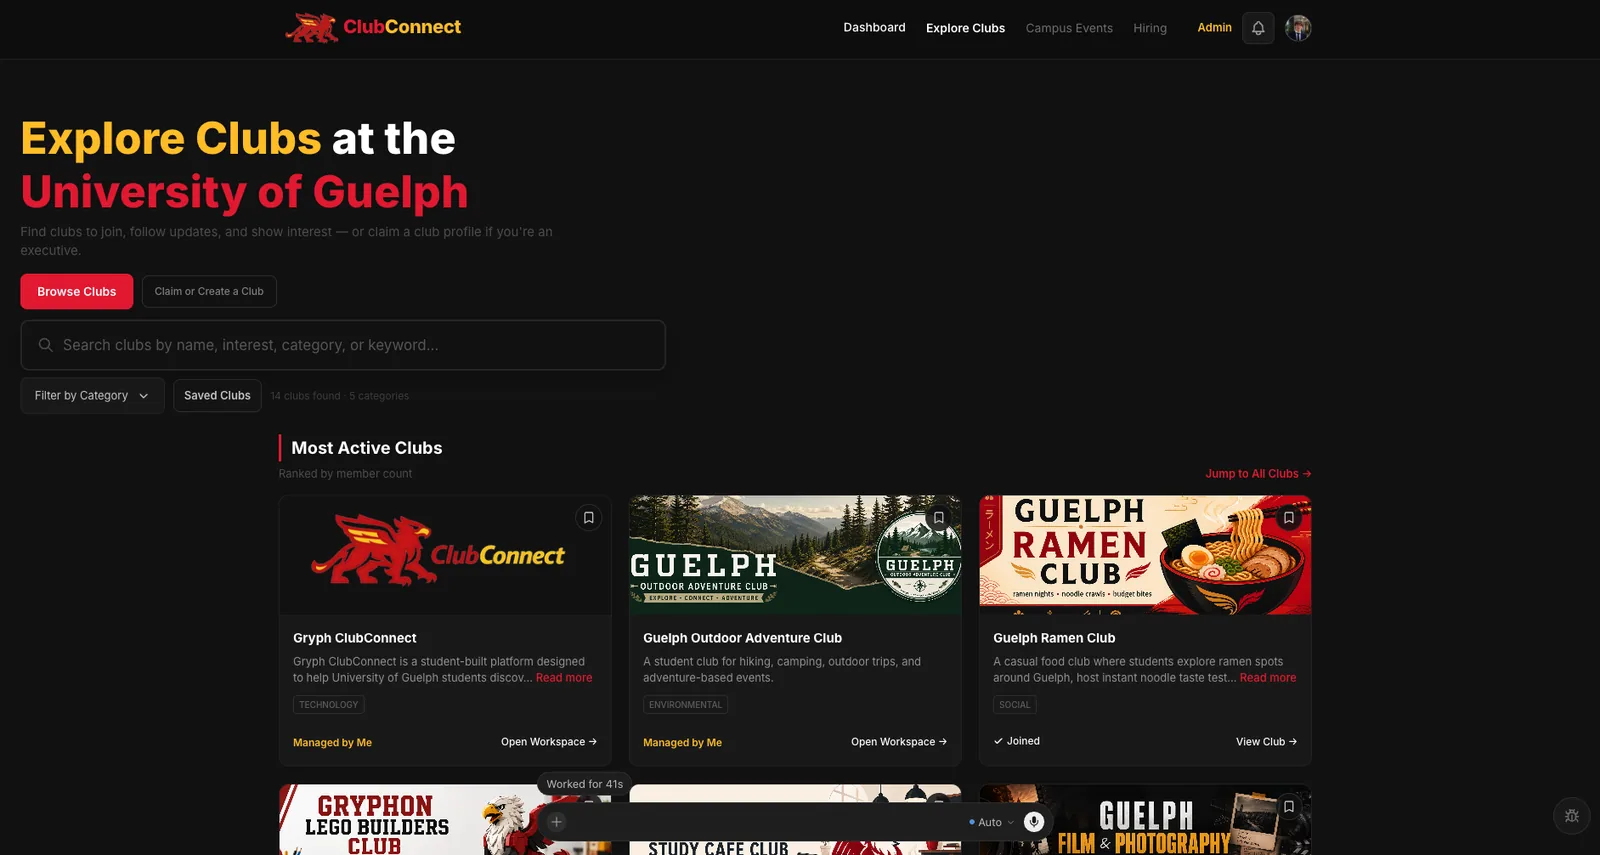 ClubConnect
Dashboard
Explore Clubs
Campus Events
Hiring
Admin
Explore Clubs at the
University of Guelph
Find clubs to join, follow updates, and show interest — or claim a club profile if you're an
executive.
Browse Clubs
Claim or Create a Club
Search clubs by name, interest, category, or keyword...
Filter by Category
Saved Clubs
14 clubs found · 5 categories
Most Active Clubs
Ranked by member count
Jump to All Clubs →
ClubConnect
GUELPH
OUTDOOR ADVENTURE CLUB
EXPLORE • CONNECT • ADVENTURE
GUELPH
OUTDOOR ADVENTURE CLUB
ラーメン
GUELPH
RAMEN
CLUB
ramen nights • noodle crawls • budget bites
Gryph ClubConnect
Gryph ClubConnect is a student-built platform designed
to help University of Guelph students discov... Read more
TECHNOLOGY
Managed by Me
Open Workspace →
Guelph Outdoor Adventure Club
A student club for hiking, camping, outdoor trips, and
adventure-based events.
ENVIRONMENTAL
Managed by Me
Open Workspace →
Guelph Ramen Club
A casual food club where students explore ramen spots
around Guelph, host instant noodle taste test... Read more
SOCIAL
✓ Joined
View Club →
GRYPHON
LEGO BUILDERS
CLUB
STUDY CAFE CLUB
GUELPH
FILM & PHOTOGRAPHY
Worked for 41s
Auto